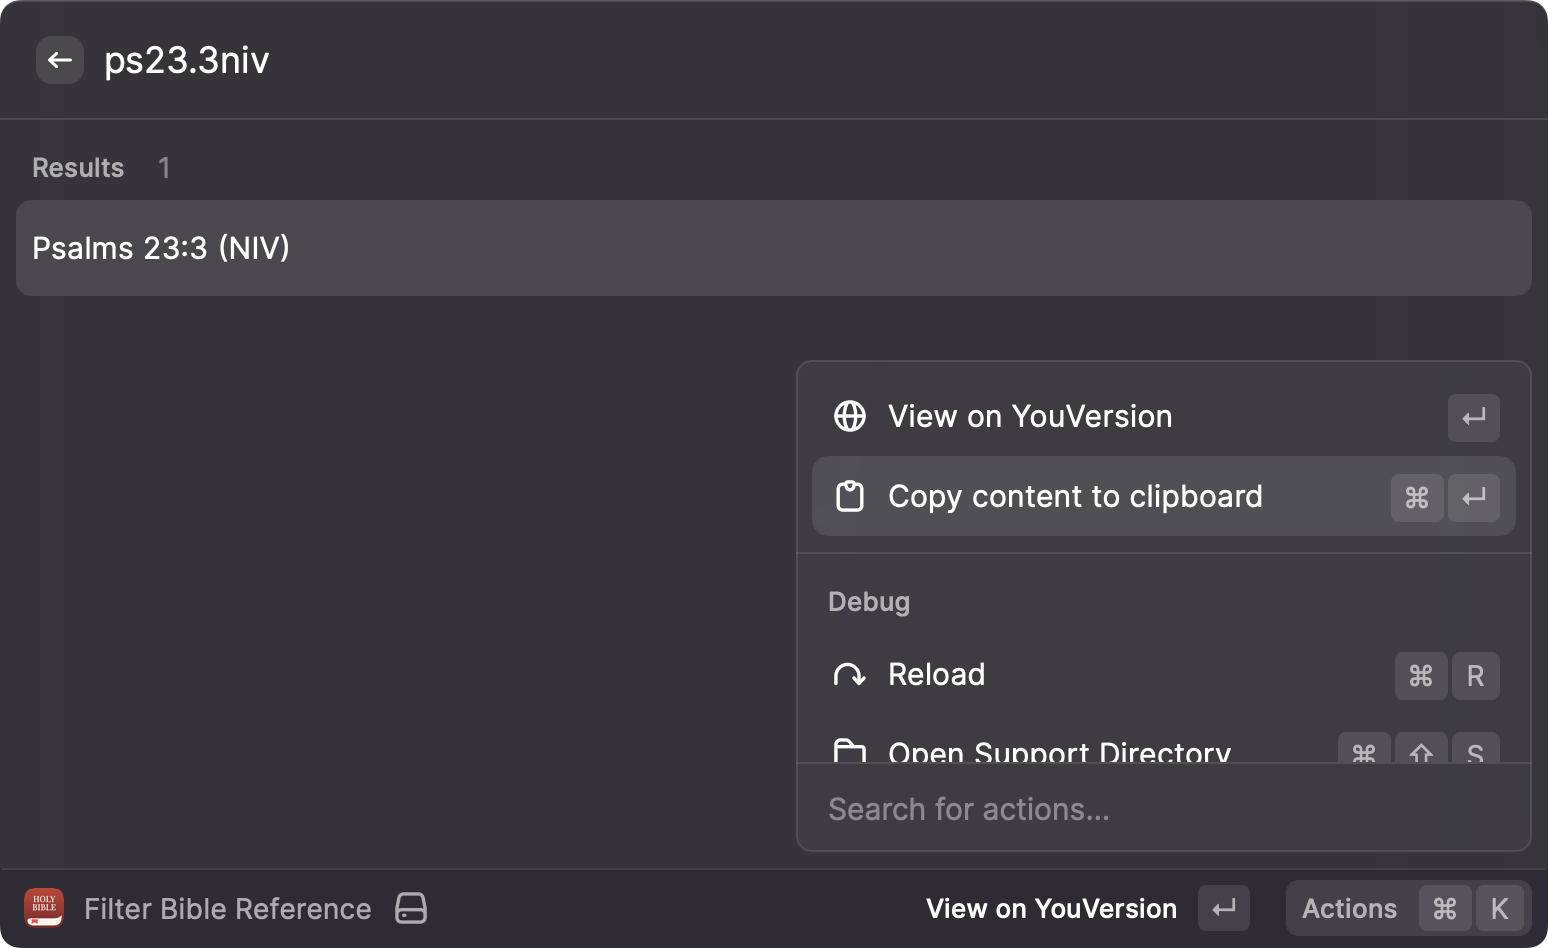 ps23.3niv
Results 1
Psalms 23:3 (NIV)
View on YouVersion ↵
Copy content to clipboard ⌘ ↵
Debug
Reload ⌘ R
Open Support Directory ⌘ ⇧ S
Search for actions...
HOLY
BIBLE
Filter Bible Reference View on YouVersion ↵ Actions ⌘ K